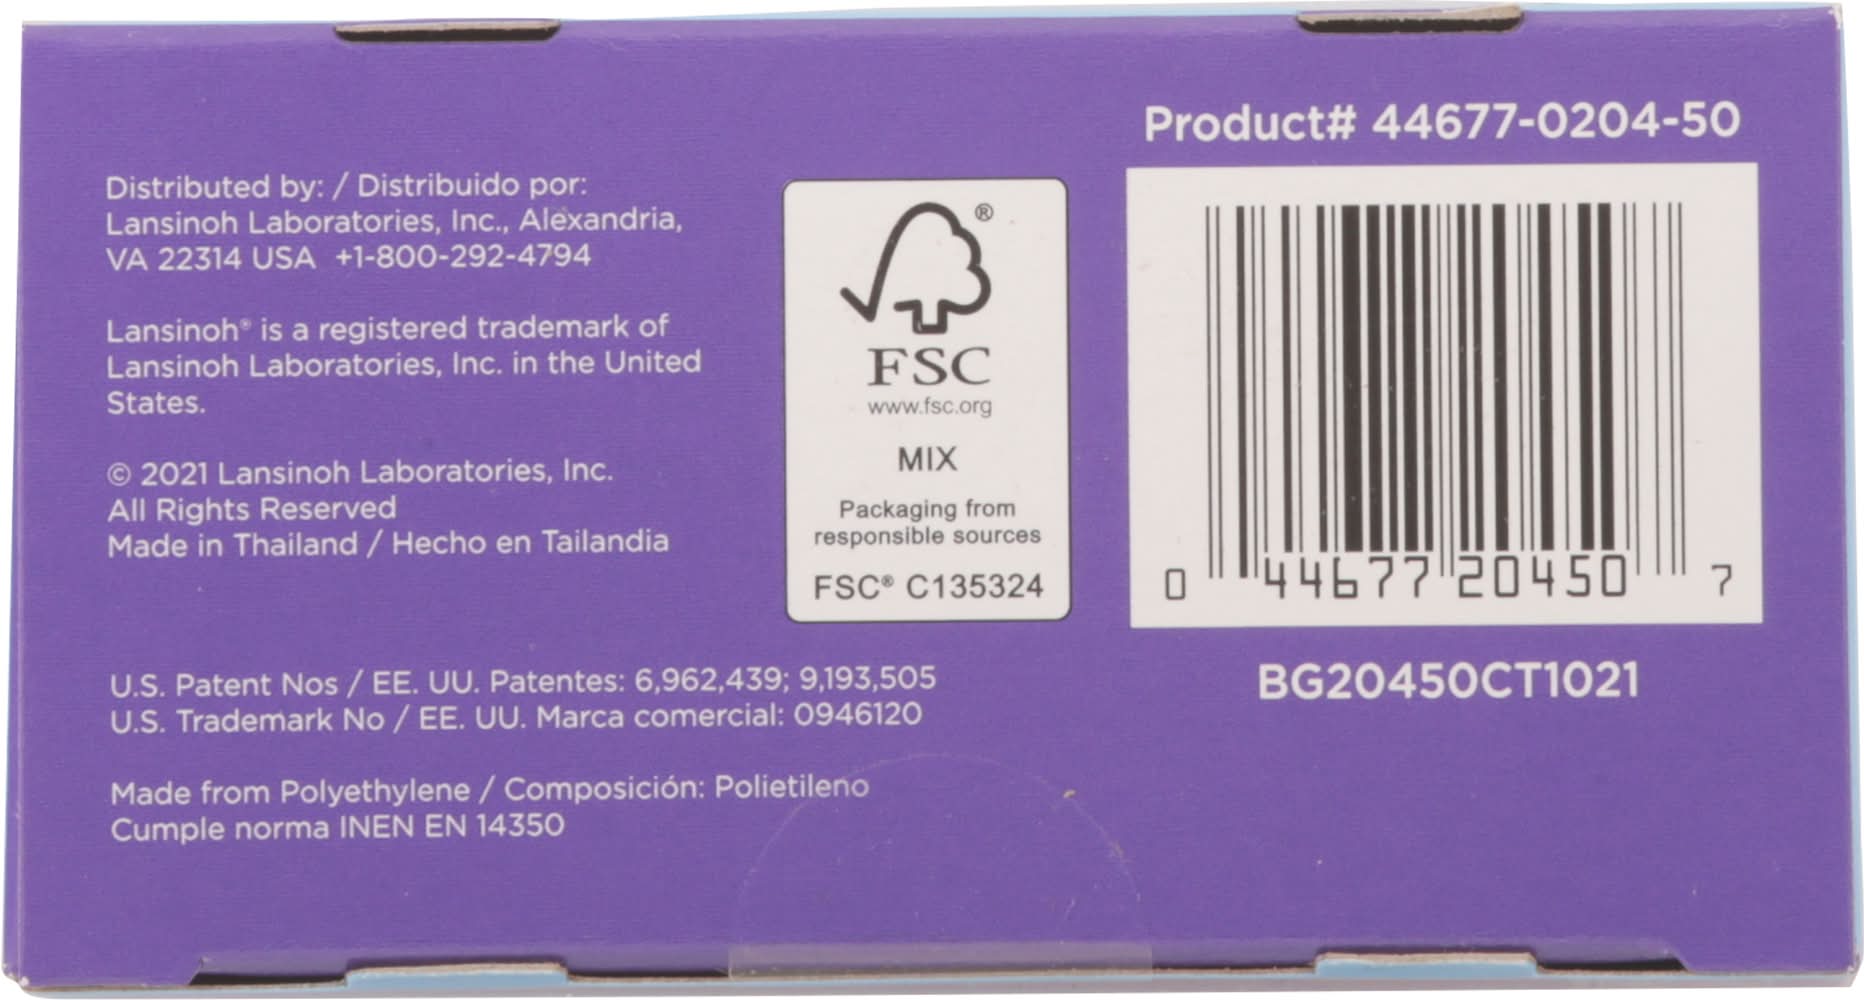 Product# 44677-0204-50
Distributed by: / Distribuido por:
Lansinoh Laboratories, Inc., Alexandria,
VA 22314 USA +1-800-292-4794
Lansinoh® is a registered trademark of
Lansinoh Laboratories, Inc. in the United
States.
© 2021 Lansinoh Laboratories, Inc.
All Rights Reserved
Made in Thailand / Hecho en Tailandia
®
FSC
www.fsc.org
MIX
Packaging from
responsible sources
FSC® C135324
0 44677 20450 7
BG20450CT1021
U.S. Patent Nos / EE. UU. Patentes: 6,962,439; 9,193,505
U.S. Trademark No / EE. UU. Marca comercial: 0946120
Made from Polyethylene / Composición: Polietileno
Cumple norma INEN EN 14350